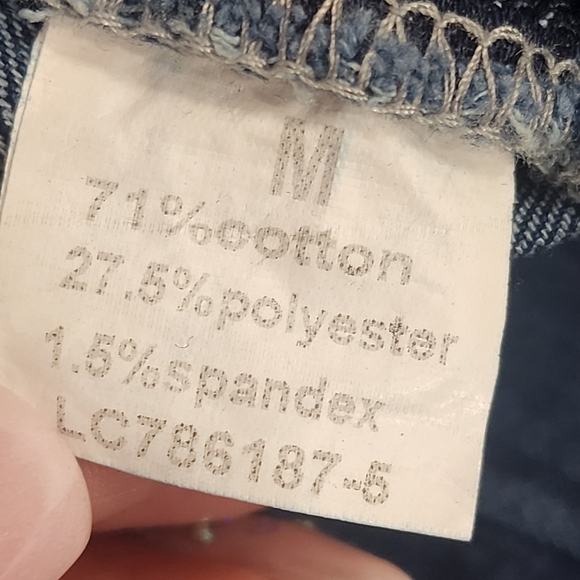 M
71%cotton
27.5%polyester
1.5%spandex
LC786187-5